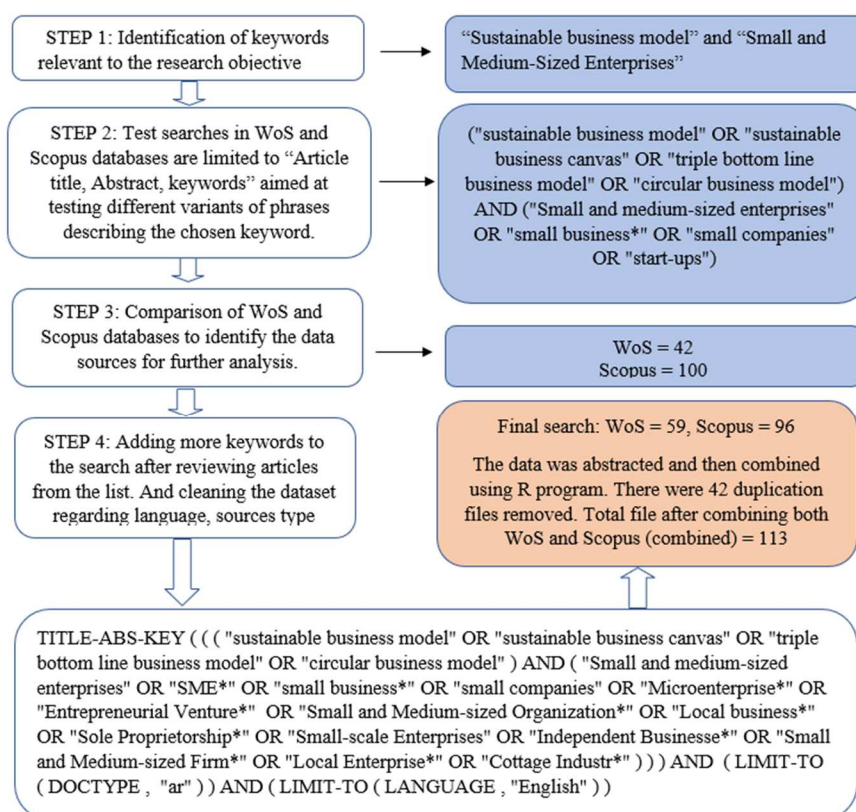 STEP 1: Identification of keywords
relevant to the research objective
“Sustainable business model” and “Small and
Medium-Sized Enterprises”
STEP 2: Test searches in WoS and
Scopus databases are limited to “Article
title, Abstract, keywords” aimed at
testing different variants of phrases
describing the chosen keyword.
("sustainable business model" OR "sustainable
business canvas" OR "triple bottom line
business model" OR "circular business model")
AND ("Small and medium-sized enterprises"
OR "small business*" OR "small companies"
OR "start-ups")
STEP 3: Comparison of WoS and
Scopus databases to identify the data
sources for further analysis.
WoS = 42
Scopus = 100
STEP 4: Adding more keywords to
the search after reviewing articles
from the list. And cleaning the dataset
regarding language, sources type
Final search: WoS = 59, Scopus = 96
The data was abstracted and then combined
using R program. There were 42 duplication
files removed. Total file after combining both
WoS and Scopus (combined) = 113
TITLE-ABS-KEY ( ( ( "sustainable business model" OR "sustainable business canvas" OR "triple
bottom line business model" OR "circular business model" ) AND ( "Small and medium-sized
enterprises" OR "SME*" OR "small business*" OR "small companies" OR "Microenterprise*" OR
"Entrepreneurial Venture*" OR "Small and Medium-sized Organization*" OR "Local business*"
OR "Sole Proprietorship*" OR "Small-scale Enterprises" OR "Independent Businesse*" OR "Small
and Medium-sized Firm*" OR "Local Enterprise*" OR "Cottage Industr*" ) ) ) AND ( LIMIT-TO
( DOCTYPE , "ar" ) ) AND ( LIMIT-TO ( LANGUAGE , "English" ) )